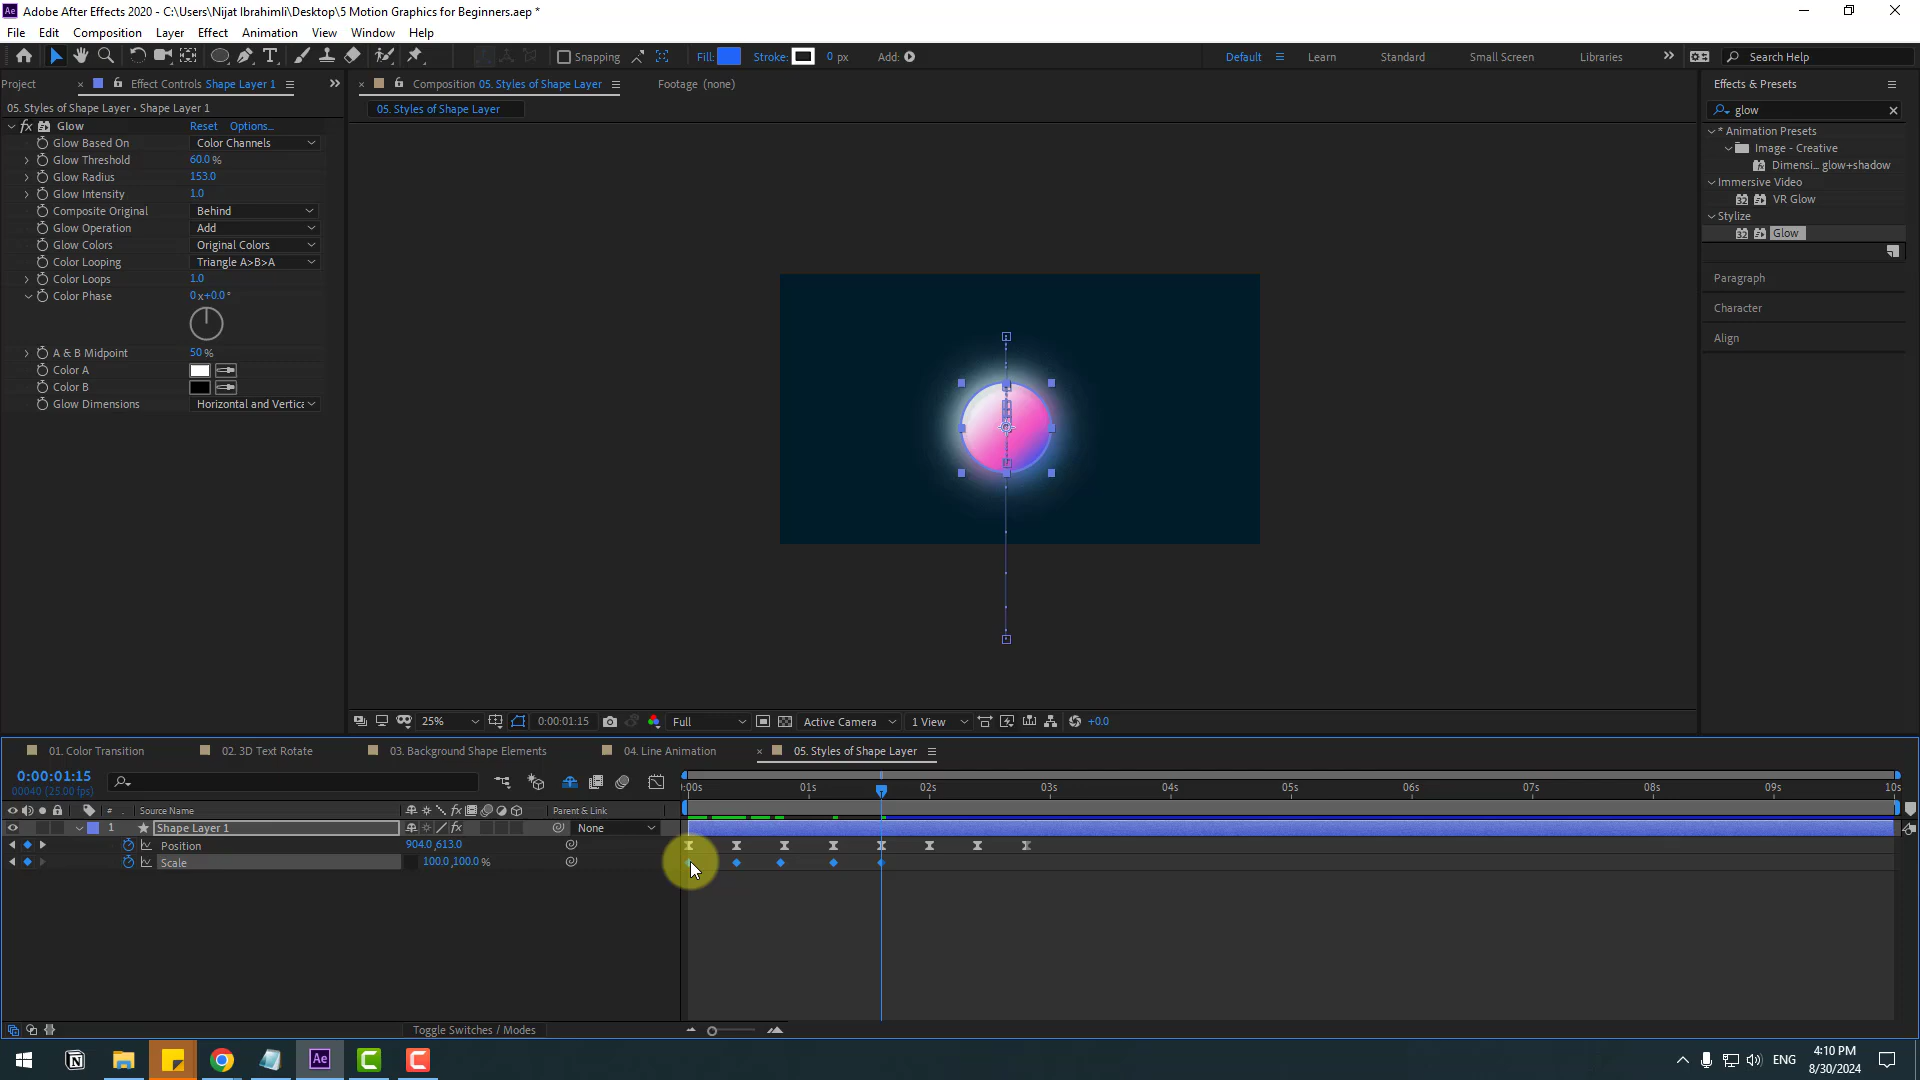 Adobe After Effects 2020 - C:\Users\Nijat Ibrahimli\Desktop\5 Motion Graphics for Beginners.aep *
File Edit Composition Layer Effect Animation View Window Help
Snapping Fill: Stroke: 0 px Add: Default Learn Standard Small Screen Libraries Search Help
Project Effect Controls Shape Layer 1 Composition 05. Styles of Shape Layer Footage (none) Effects & Presets
05. Styles of Shape Layer • Shape Layer 1 05. Styles of Shape Layer glow
fx Glow Reset Options...
Glow Based On Color Channels
Glow Threshold 60.0 %
Glow Radius 153.0
Glow Intensity 1.0
Composite Original Behind
Glow Operation Add
Glow Colors Original Colors
Color Looping Triangle A>B>A
Color Loops 1.0
Color Phase 0 x+0.0 °
A & B Midpoint 50 %
Color A
Color B
Glow Dimensions Horizontal and Vertica
* Animation Presets
Image - Creative
Dimensi... glow+shadow
Immersive Video
32 VR Glow
Stylize
32 Glow
Paragraph
Character
Align
25% 0:00:01:15 Full Active Camera 1 View +0.0
01. Color Transition 02. 3D Text Rotate 03. Background Shape Elements 04. Line Animation 05. Styles of Shape Layer
0:00:01:15
00040 (25.00 fps)
:00s 01s 02s 03s 04s 05s 06s 07s 08s 09s 10s
# Source Name fx Parent & Link
1 Shape Layer 1 fx None
Position 904.0,613.0
Scale 100.0,100.0 %
Toggle Switches / Modes
Ae ENG 4:10 PM
8/30/2024